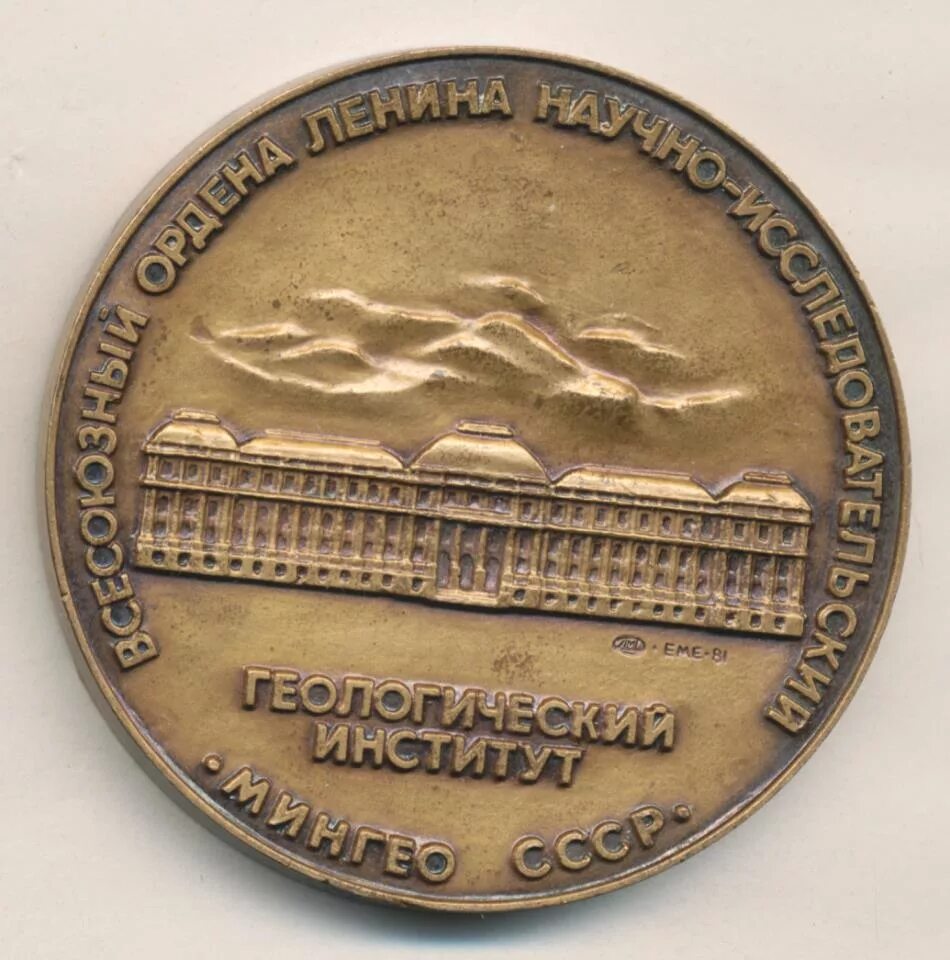 ВСЕСОЮЗНЫЙ ОРДЕНА ЛЕНИНА НАУЧНО-ИССЛЕДОВАТЕЛЬСКИЙ
ЛМД · ЕМЕ·81
ГЕОЛОГИЧЕСКИЙ
ИНСТИТУТ
· МИНГЕО СССР ·